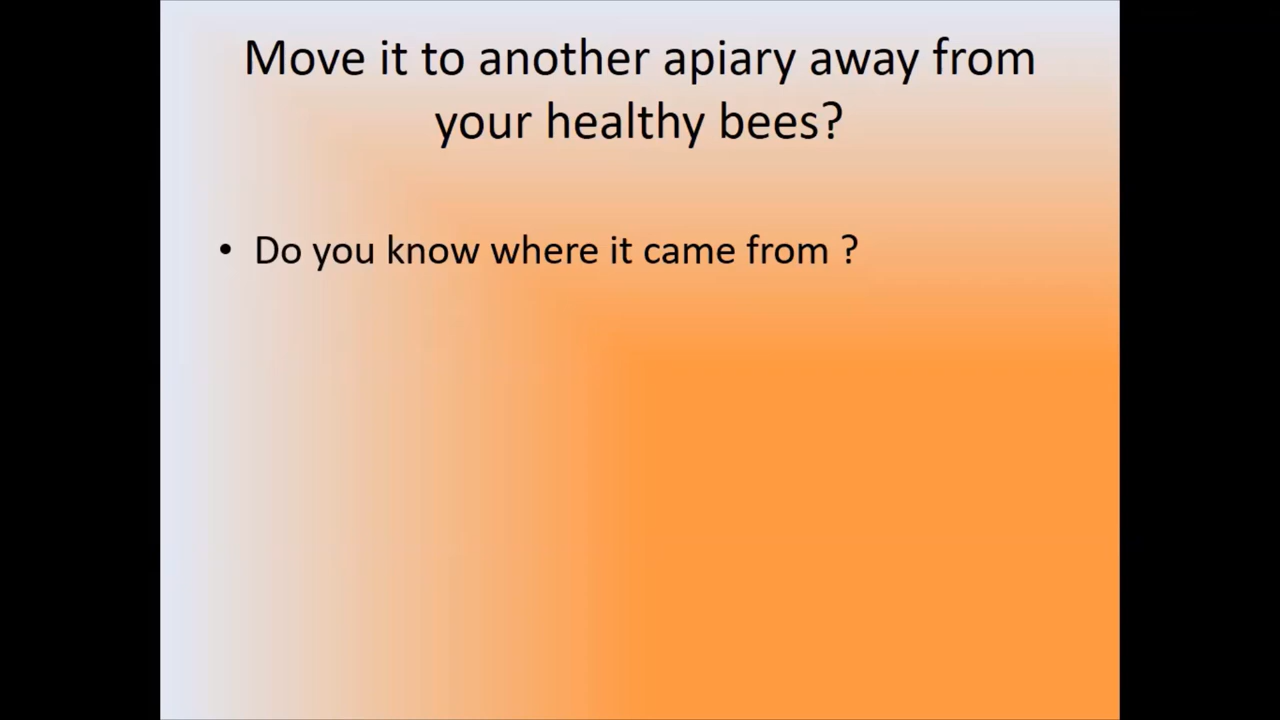 Move it to another apiary away from
your healthy bees?
• Do you know where it came from ?